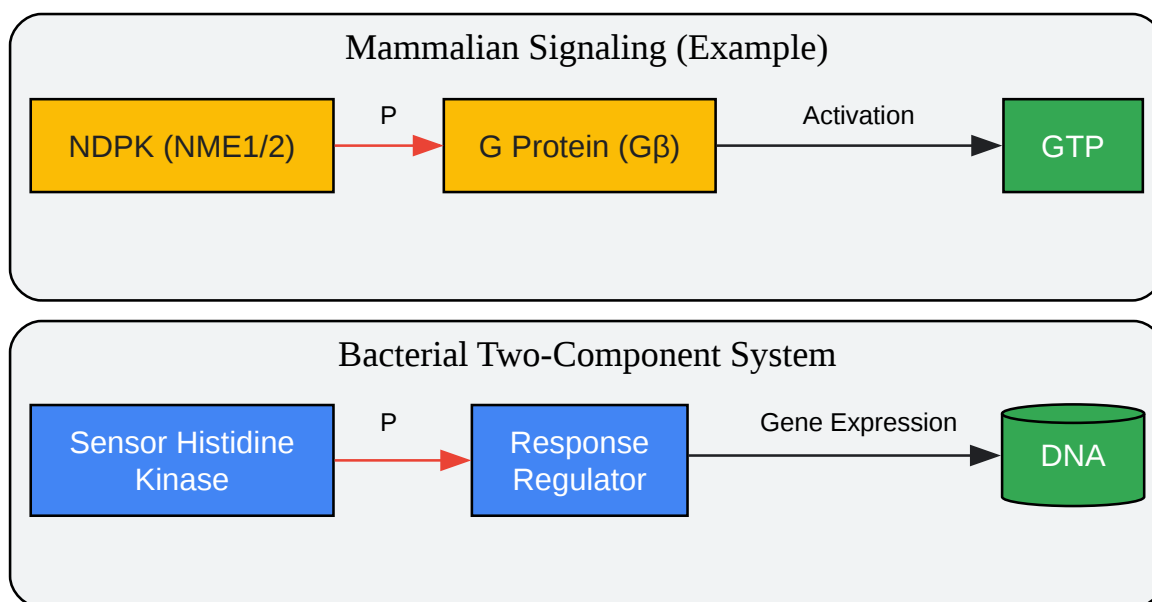 Mammalian Signaling (Example)
NDPK (NME1/2)
P
G Protein (Gβ)
Activation
GTP
Bacterial Two-Component System
Sensor Histidine
Kinase
P
Response
Regulator
Gene Expression
DNA